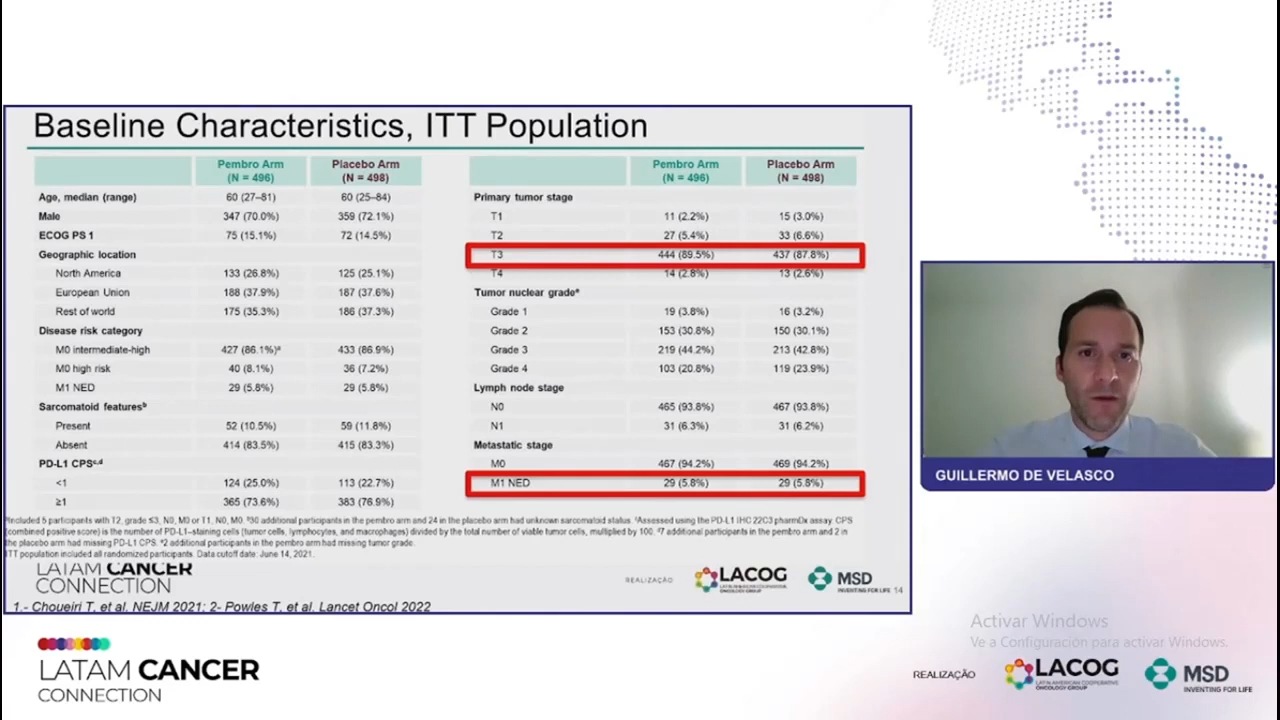 Baseline Characteristics, ITT Population
Pembro Arm (N = 496) Placebo Arm (N = 498)
Age, median (range) 60 (27–81) 60 (25–84)
Male 347 (70.0%) 359 (72.1%)
ECOG PS 1 75 (15.1%) 72 (14.5%)
Geographic location
North America 133 (26.8%) 125 (25.1%)
European Union 188 (37.9%) 187 (37.6%)
Rest of world 175 (35.3%) 186 (37.3%)
Disease risk category
M0 intermediate-high 427 (86.1%)ᵃ 433 (86.9%)
M0 high risk 40 (8.1%) 36 (7.2%)
M1 NED 29 (5.8%) 29 (5.8%)
Sarcomatoid featuresᵇ
Present 52 (10.5%) 59 (11.8%)
Absent 414 (83.5%) 415 (83.3%)
PD-L1 CPSᶜ,ᵈ
<1 124 (25.0%) 113 (22.7%)
≥1 365 (73.6%) 383 (76.9%)
Pembro Arm (N = 496) Placebo Arm (N = 498)
Primary tumor stage
T1 11 (2.2%) 15 (3.0%)
T2 27 (5.4%) 33 (6.6%)
T3 444 (89.5%) 437 (87.8%)
T4 14 (2.8%) 13 (2.6%)
Tumor nuclear gradeᵉ
Grade 1 19 (3.8%) 16 (3.2%)
Grade 2 153 (30.8%) 150 (30.1%)
Grade 3 219 (44.2%) 213 (42.8%)
Grade 4 103 (20.8%) 119 (23.9%)
Lymph node stage
N0 465 (93.8%) 467 (93.8%)
N1 31 (6.3%) 31 (6.2%)
Metastatic stage
M0 467 (94.2%) 469 (94.2%)
M1 NED 29 (5.8%) 29 (5.8%)
ᵃIncluded 5 participants with T2, grade ≤3, N0, M0 or T1, N0, M0. ᵇ30 additional participants in the pembro arm and 24 in the placebo arm had unknown sarcomatoid status. ᶜAssessed using the PD-L1 IHC 22C3 pharmDx assay. CPS
(combined positive score) is the number of PD-L1–staining cells (tumor cells, lymphocytes, and macrophages) divided by the total number of viable tumor cells, multiplied by 100. ᵈ7 additional participants in the pembro arm and 2 in
the placebo arm had missing PD-L1 CPS. ᵉ2 additional participants in the pembro arm had missing tumor grade.
ITT population included all randomized participants. Data cutoff date: June 14, 2021.
LATAM CANCER
CONNECTION
REALIZAÇÃO
LACOG
LATIN AMERICAN COOPERATIVE
ONCOLOGY GROUP
MSD
INVENTING FOR LIFE
14
1.- Choueiri T, et al. NEJM 2021; 2- Powles T, et al. Lancet Oncol 2022
GUILLERMO DE VELASCO
Activar Windows
Ve a Configuración para activar Windows.
LATAM CANCER
CONNECTION
REALIZAÇÃO
LACOG
LATIN AMERICAN COOPERATIVE
ONCOLOGY GROUP
MSD
INVENTING FOR LIFE